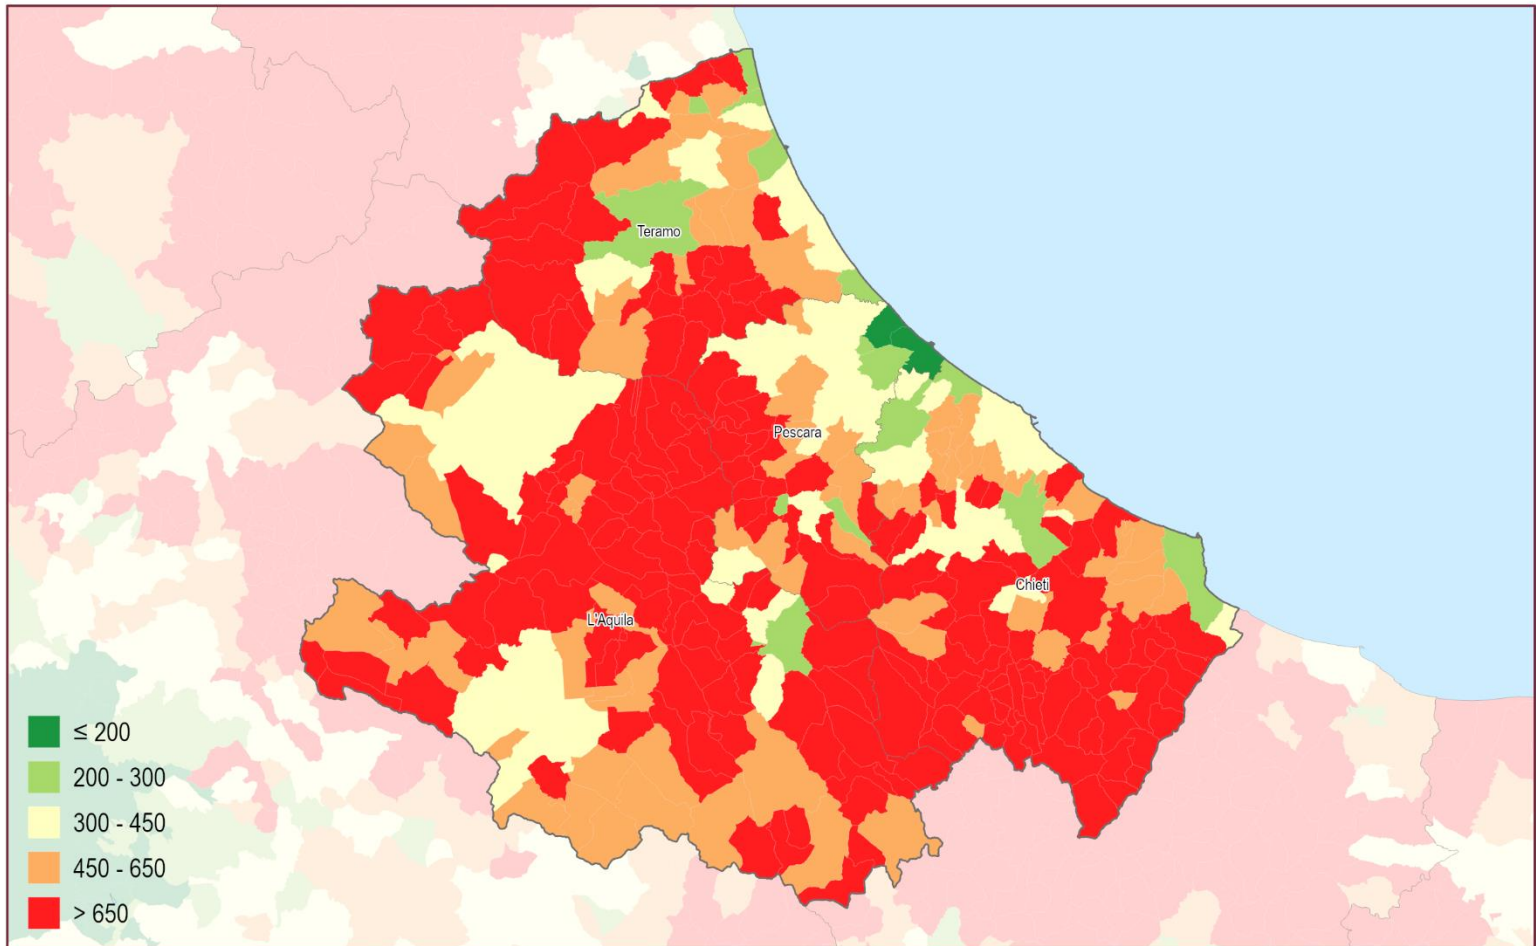 Teramo
Pescara
Chieti
L'Aquila
≤ 200
200 - 300
300 - 450
450 - 650
> 650